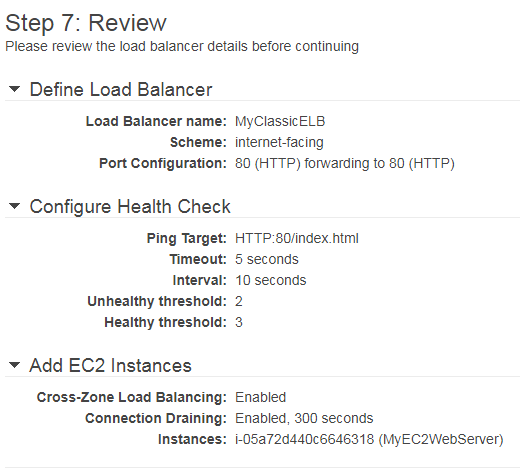 Step 7: Review
Please review the load balancer details before continuing
Define Load Balancer
Load Balancer name: MyClassicELB
Scheme: internet-facing
Port Configuration: 80 (HTTP) forwarding to 80 (HTTP)
Configure Health Check
Ping Target: HTTP:80/index.html
Timeout: 5 seconds
Interval: 10 seconds
Unhealthy threshold: 2
Healthy threshold: 3
Add EC2 Instances
Cross-Zone Load Balancing: Enabled
Connection Draining: Enabled, 300 seconds
Instances: i-05a72d440c6646318 (MyEC2WebServer)